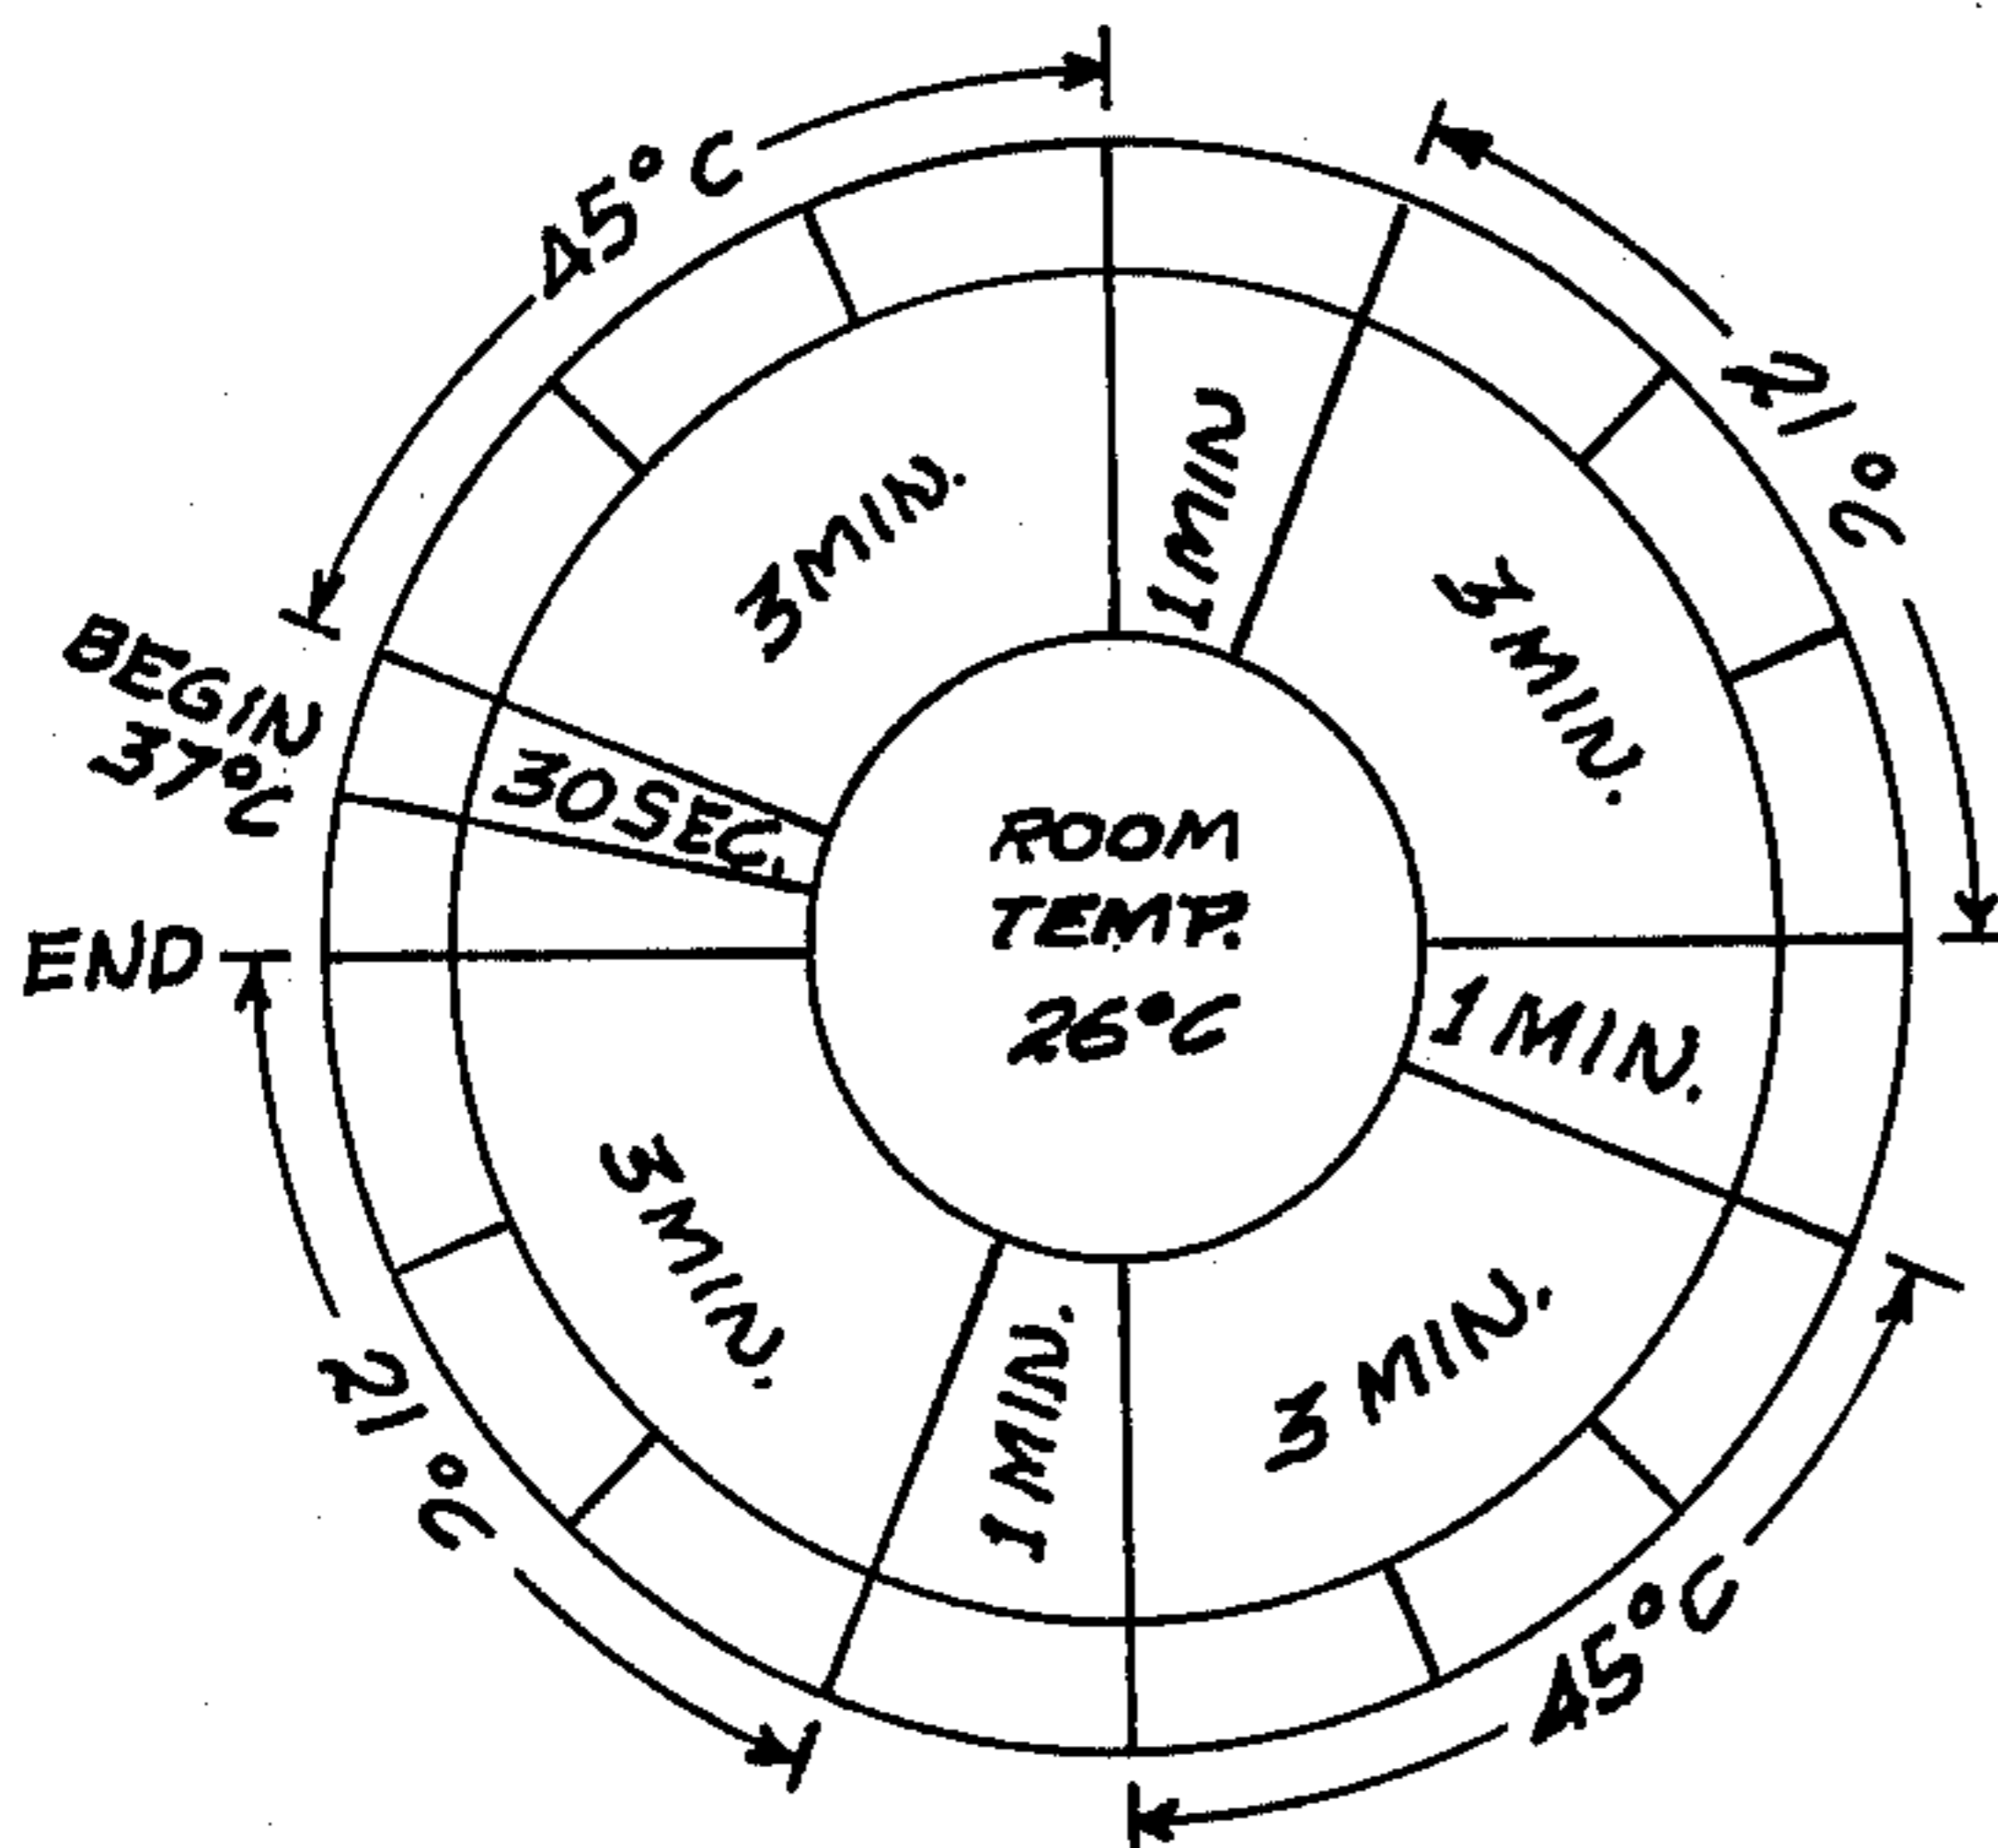 45°C
21°C
3 MIN.
1 MIN
3 MIN.
BEGIN
37°C
30 SEC.
ROOM
TEMP.
26°C
END
1 MIN.
3 MIN.
1 MIN.
3 MIN.
21°C
45°C